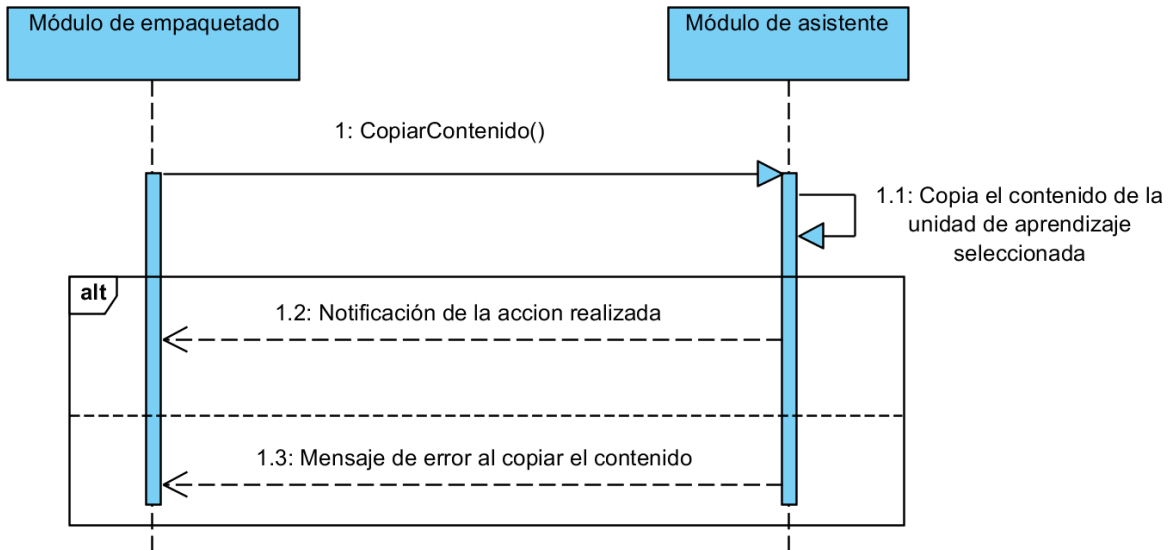 Módulo de empaquetado
Módulo de asistente
1: CopiarContenido()
1.1: Copia el contenido de la
unidad de aprendizaje
seleccionada
alt
1.2: Notificación de la accion realizada
1.3: Mensaje de error al copiar el contenido